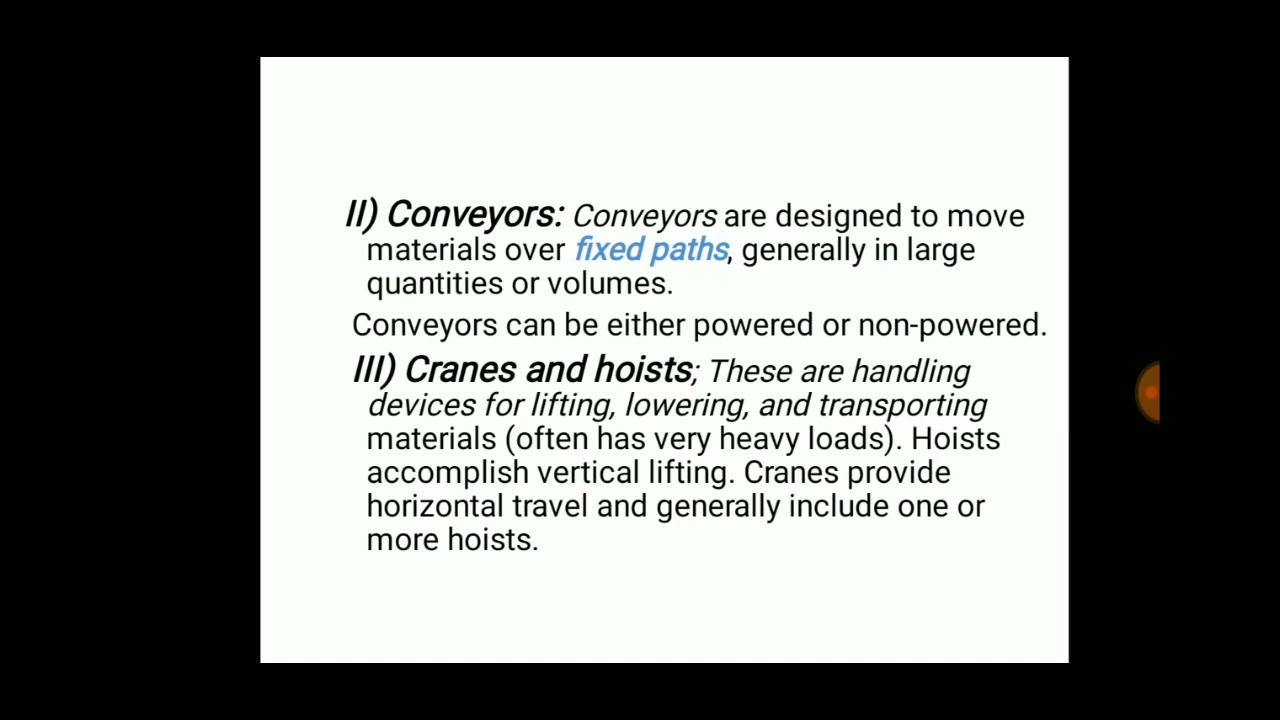 II) Conveyors: Conveyors are designed to move
materials over fixed paths, generally in large
quantities or volumes.
Conveyors can be either powered or non-powered.
III) Cranes and hoists; These are handling
devices for lifting, lowering, and transporting
materials (often has very heavy loads). Hoists
accomplish vertical lifting. Cranes provide
horizontal travel and generally include one or
more hoists.